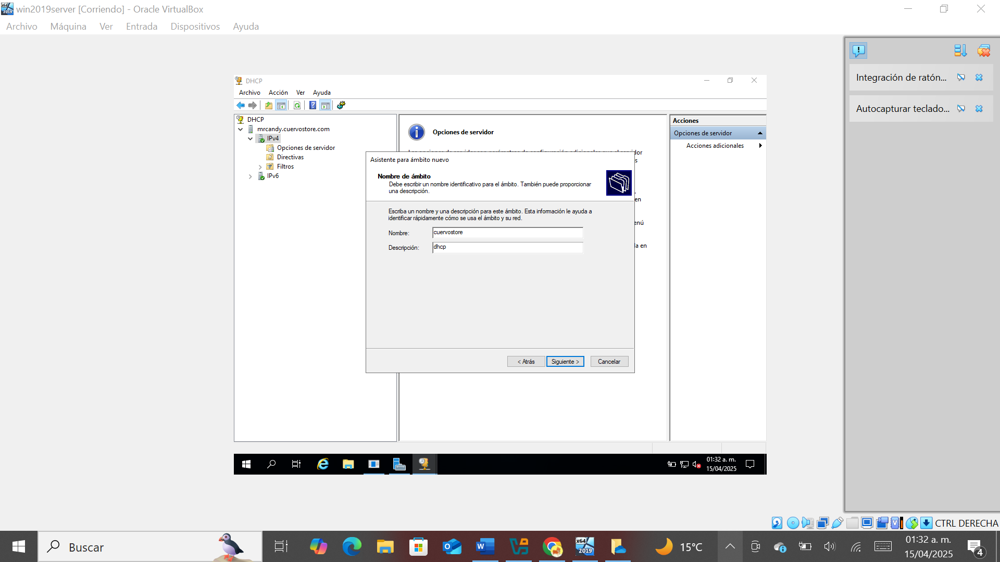 win2019server [Corriendo] - Oracle VirtualBox
Archivo Máquina Ver Entrada Dispositivos Ayuda
Integración de ratón...
Autocapturar teclado...
DHCP
Archivo Acción Ver Ayuda
DHCP
mrcandy.cuervostore.com
IPv4
Opciones de servidor
Directivas
Filtros
IPv6
Opciones de servidor
Acciones
Opciones de servidor
Acciones adicionales
Asistente para ámbito nuevo
Nombre de ámbito
Debe escribir un nombre identificativo para el ámbito. También puede proporcionar
una descripción.
Escriba un nombre y una descripción para este ámbito. Esta información le ayuda a
identificar rápidamente cómo se usa el ámbito y su red.
Nombre: cuervostore
Descripción: dhcp
< Atrás Siguiente > Cancelar
en
enú
la en
01:32 a. m.
15/04/2025
CTRL DERECHA
Buscar
x64
2019
15°C
01:32 a. m.
15/04/2025
4